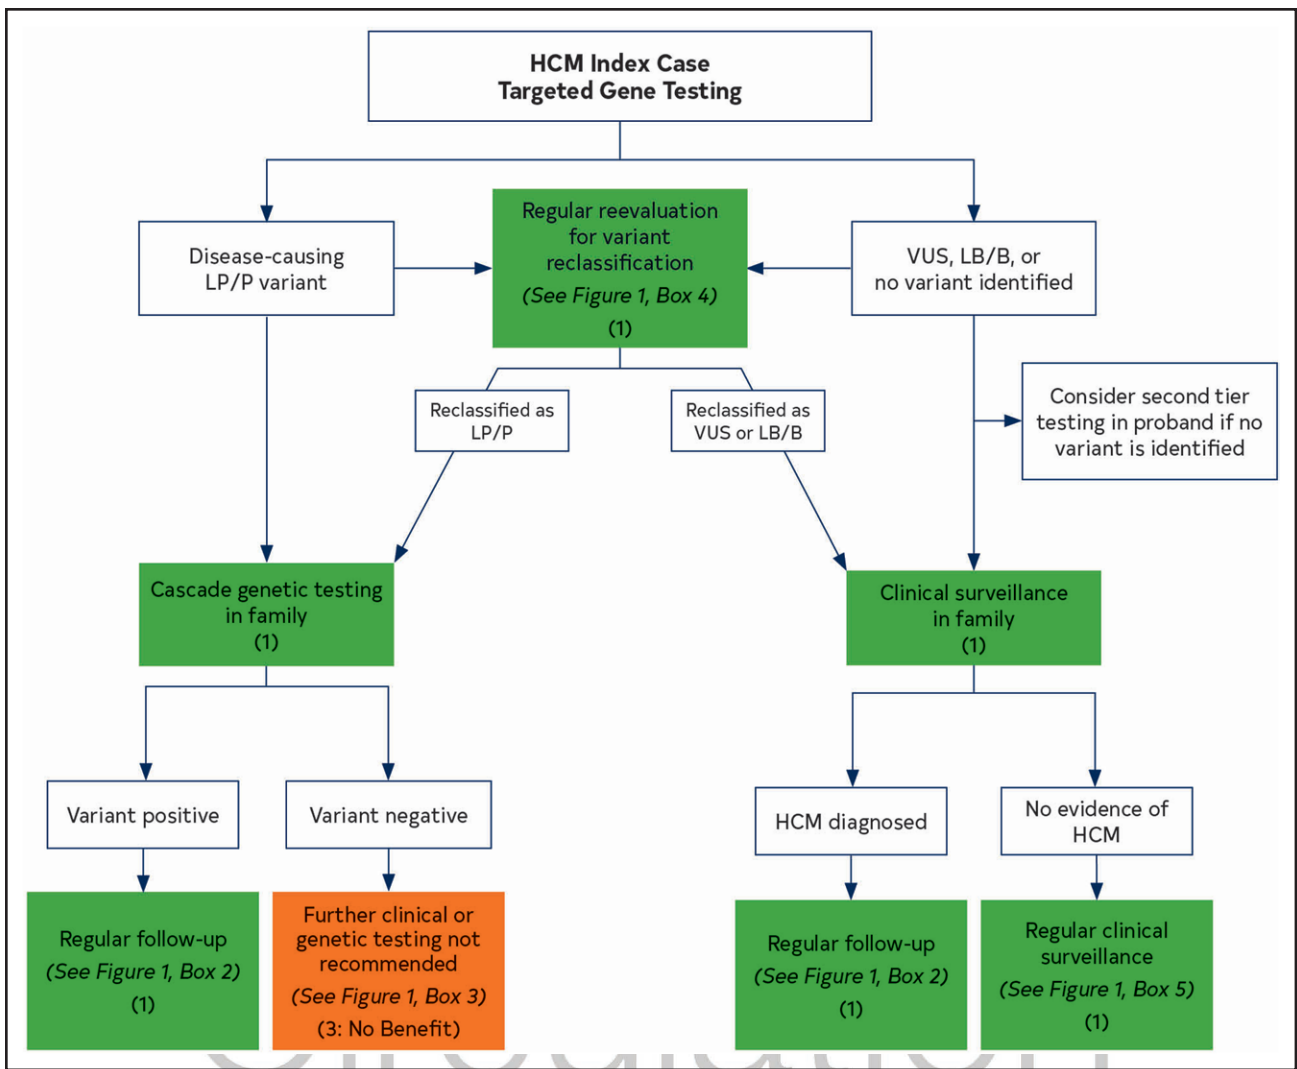 HCM Index Case
Targeted Gene Testing
Disease-causing
LP/P variant
Regular reevaluation
for variant
reclassification
(See Figure 1, Box 4)
(1)
VUS, LB/B, or
no variant identified
Reclassified as
LP/P
Reclassified as
VUS or LB/B
Consider second tier
testing in proband if no
variant is identified
Cascade genetic testing
in family
(1)
Clinical surveillance
in family
(1)
Variant positive
Variant negative
HCM diagnosed
No evidence of
HCM
Regular follow-up
(See Figure 1, Box 2)
(1)
Further clinical or
genetic testing not
recommended
(See Figure 1, Box 3)
(3: No Benefit)
Regular follow-up
(See Figure 1, Box 2)
(1)
Regular clinical
surveillance
(See Figure 1, Box 5)
(1)